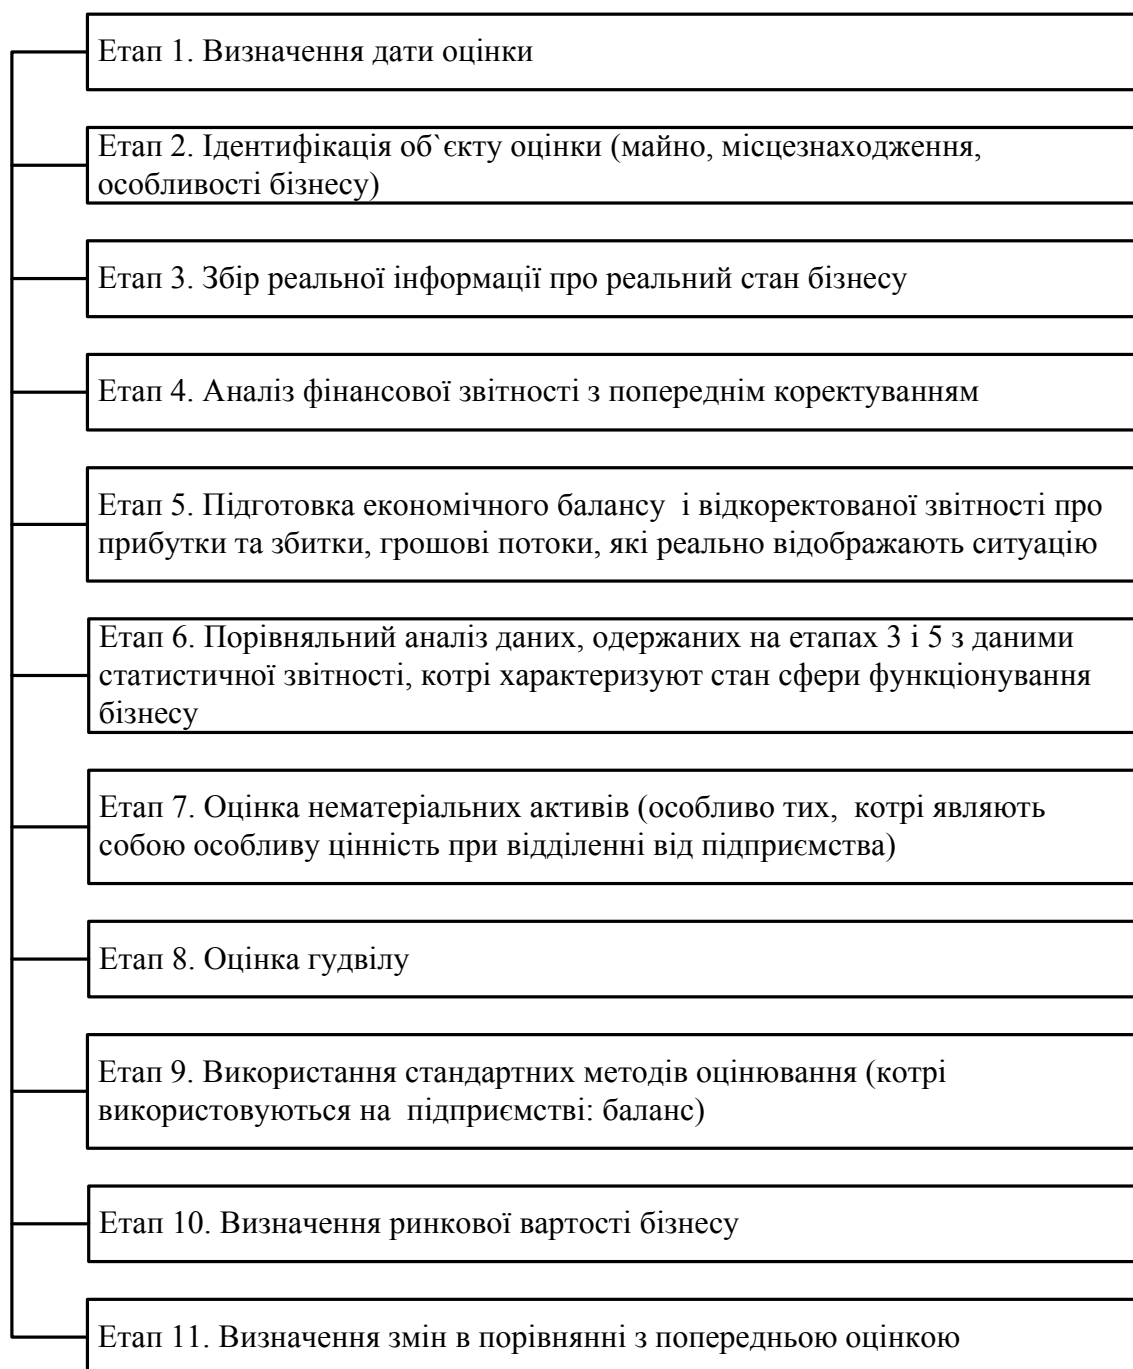 Етап 1. Визначення дати оцінки
Етап 2. Ідентифікація об`єкту оцінки (майно, місцезнаходження,
особливості бізнесу)
Етап 3. Збір реальної інформації про реальний стан бізнесу
Етап 4. Аналіз фінансової звітності з попереднім коректуванням
Етап 5. Підготовка економічного балансу  і відкоректованої звітності про
прибутки та збитки, грошові потоки, які реально відображають ситуацію
Етап 6. Порівняльний аналіз даних, одержаних на етапах 3 і 5 з даними
статистичної звітності, котрі характеризуют стан сфери функціонування
бізнесу
Етап 7. Оцінка нематеріальних активів (особливо тих,  котрі являють
собою особливу цінність при відділенні від підприємства)
Етап 8. Оцінка гудвілу
Етап 9. Використання стандартних методів оцінювання (котрі
використовуються на  підприємстві: баланс)
Етап 10. Визначення ринкової вартості бізнесу
Етап 11. Визначення змін в порівнянні з попередньою оцінкою